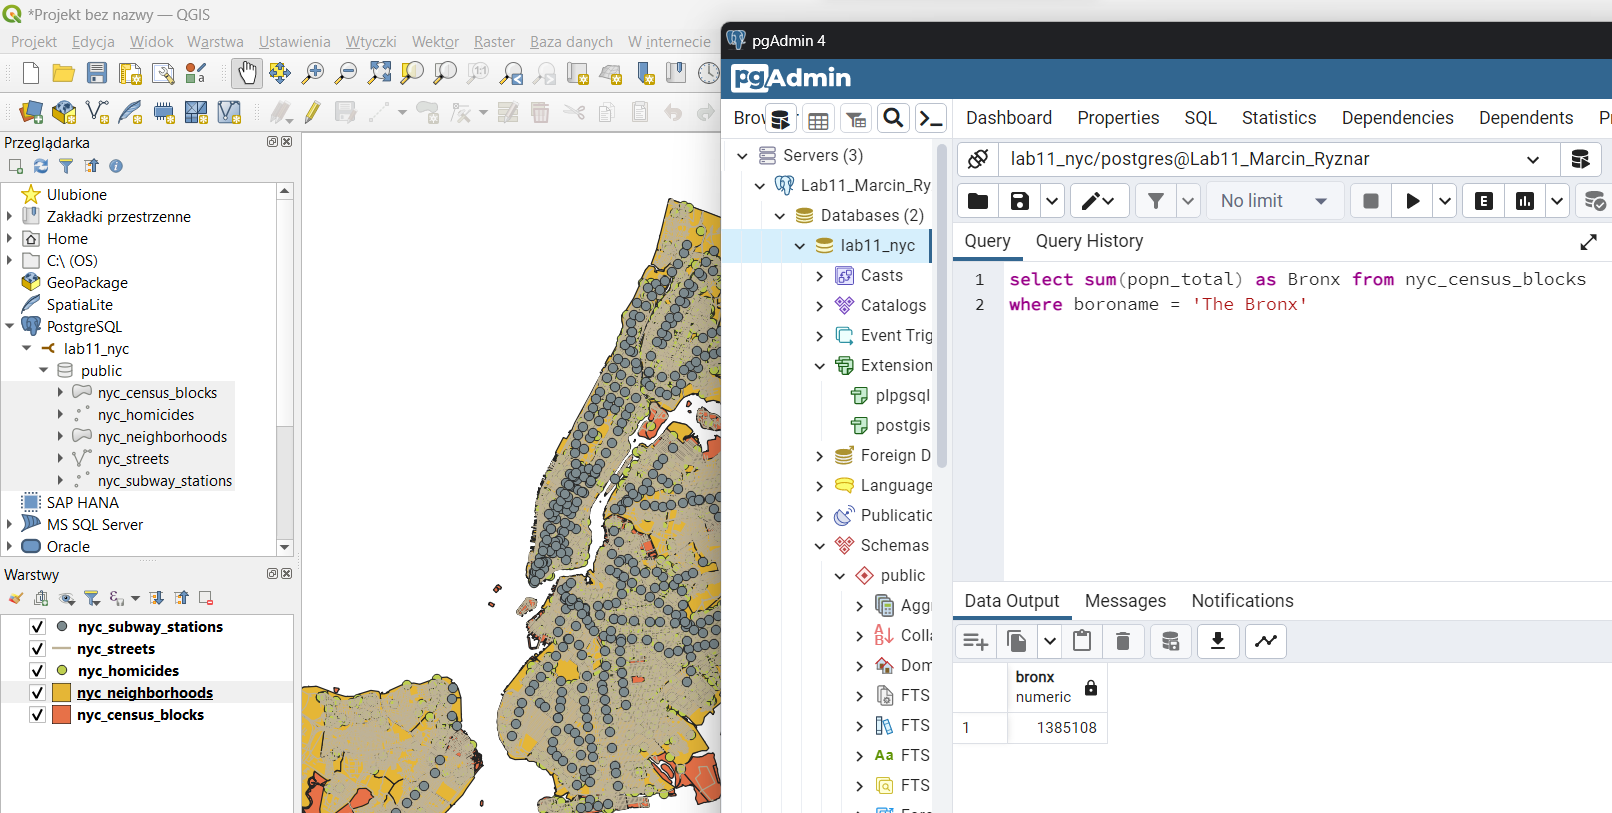 *Projekt bez nazwy — QGIS
Projekt Edycja Widok Warstwa Ustawienia Wtyczki Wektor Raster Baza danych W internecie
Przeglądarka
Ulubione
Zakładki przestrzenne
Home
C:\ (OS)
GeoPackage
SpatiaLite
PostgreSQL
lab11_nyc
public
nyc_census_blocks
nyc_homicides
nyc_neighborhoods
nyc_streets
nyc_subway_stations
SAP HANA
MS SQL Server
Oracle
Warstwy
nyc_subway_stations
nyc_streets
nyc_homicides
nyc_neighborhoods
nyc_census_blocks
pgAdmin 4
pgAdmin
Dashboard Properties SQL Statistics Dependencies Dependents
Servers (3)
Lab11_Marcin_Ry
Databases (2)
lab11_nyc
Casts
Catalogs
Event Trig
Extension
plpgsql
postgis
Foreign D
Language
Publicatio
Schemas
public
Aggr
Colla
Dom
FTS
FTS
Aa FTS
FTS
lab11_nyc/postgres@Lab11_Marcin_Ryznar
No limit
E
Query Query History
1 select sum(popn_total) as Bronx from nyc_census_blocks
2 where boroname = 'The Bronx'
Data Output Messages Notifications
bronx
numeric
1 1385108